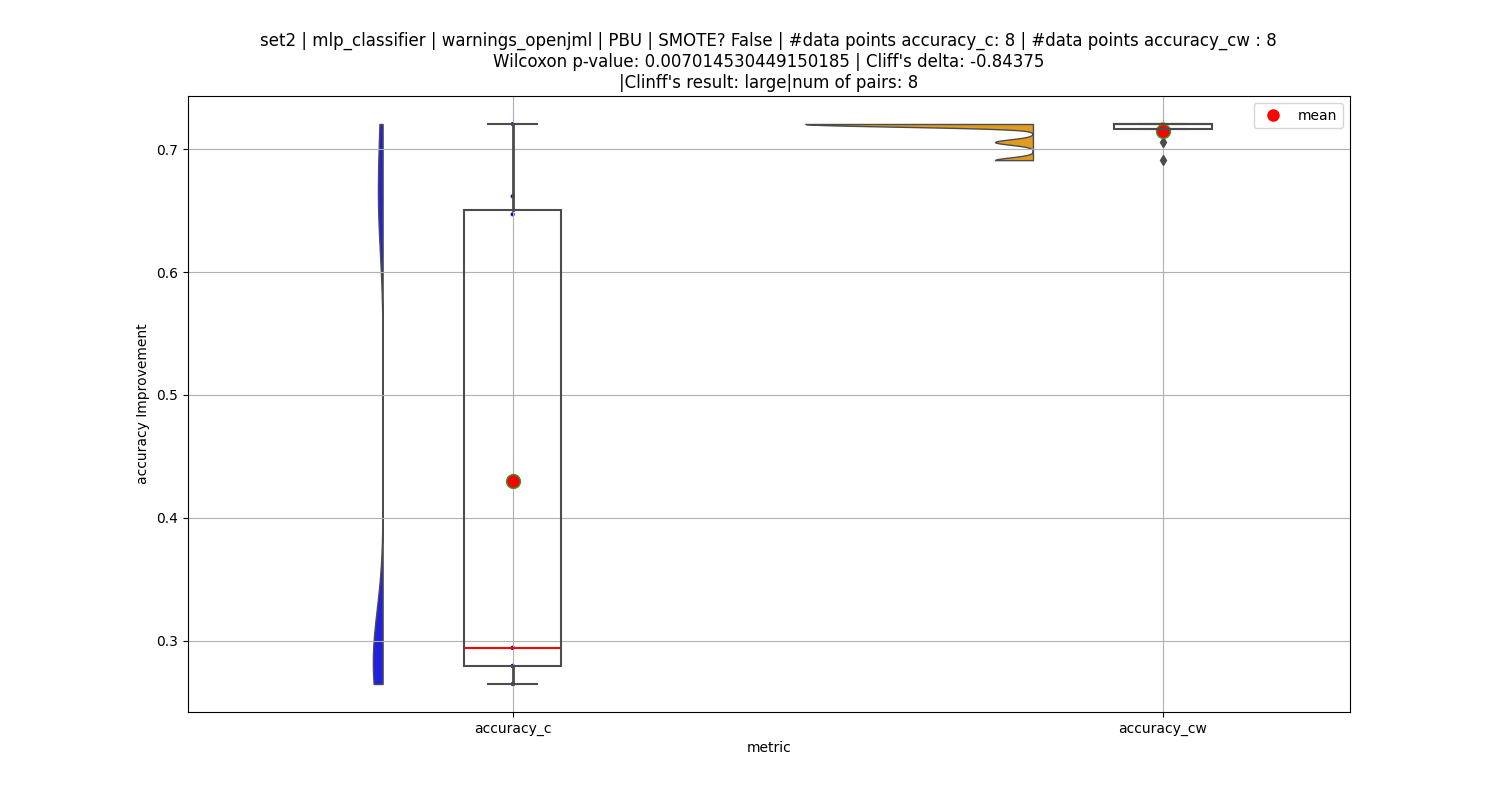 set2 | mlp_classifier | warnings_openjml | PBU | SMOTE? False | #data points accuracy_c: 8 | #data points accuracy_cw : 8
Wilcoxon p-value: 0.007014530449150185 | Cliff's delta: -0.84375
|Clinff's result: large|num of pairs: 8
mean
0.7
0.6
0.5
0.4
0.3
accuracy Improvement
accuracy_c
accuracy_cw
metric